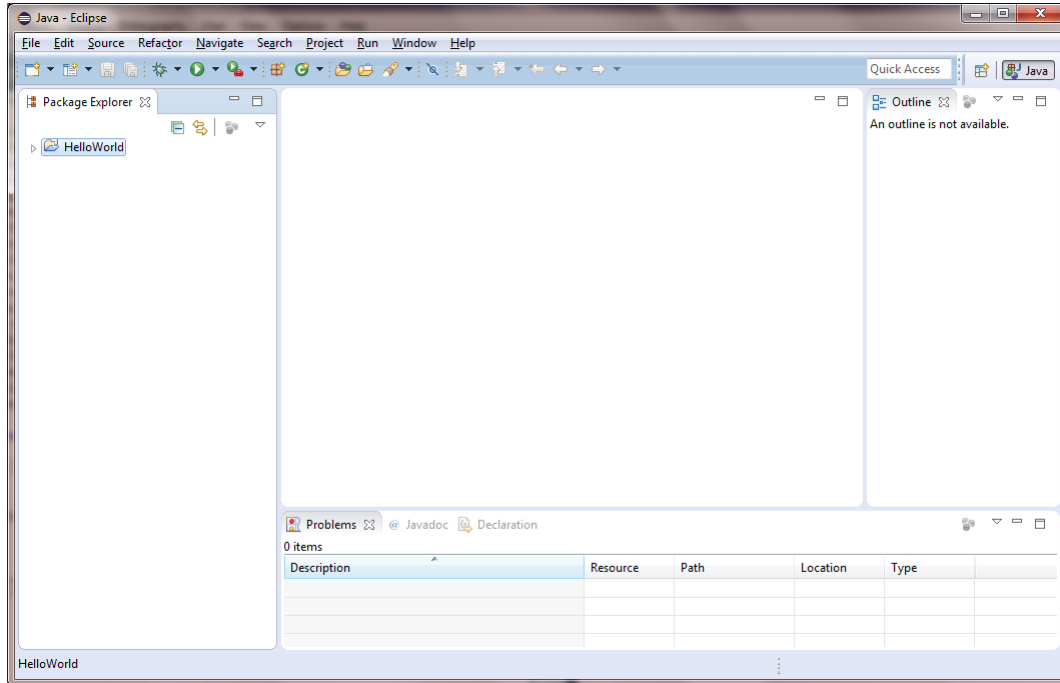 Java - Eclipse
File Edit Source Refactor Navigate Search Project Run Window Help
Quick Access
Java
Package Explorer
HelloWorld
Outline
An outline is not available.
Problems @ Javadoc Declaration
0 items
Description Resource Path Location Type
HelloWorld